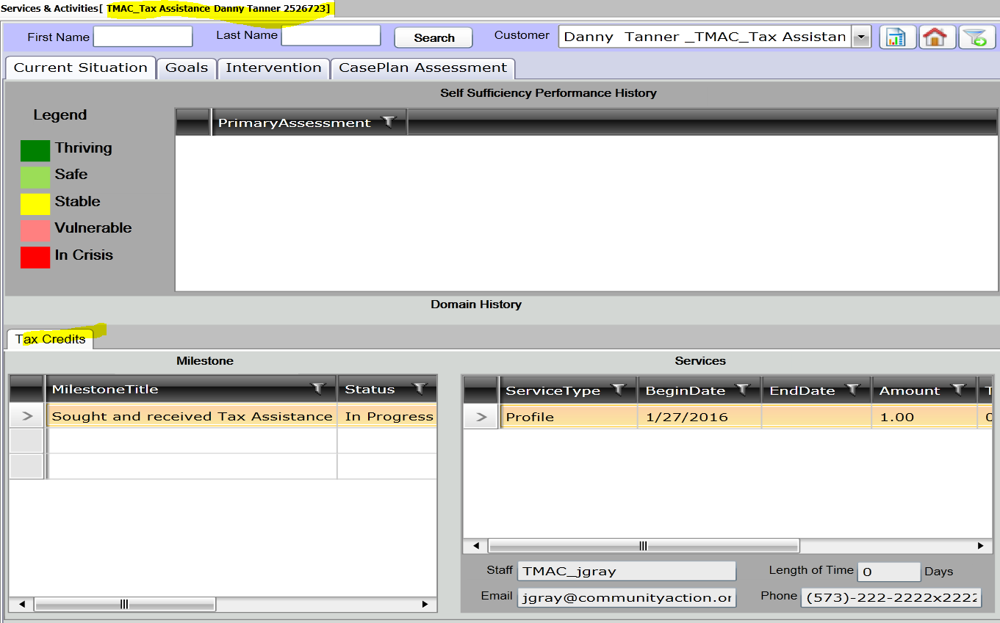 Services & Activities[ TMAC_Tax Assistance Danny Tanner 2526723]
First Name Last Name Search Customer Danny Tanner _TMAC_Tax Assistan
Current Situation Goals Intervention CasePlan Assessment
Self Sufficiency Performance History
Legend
PrimaryAssessment
Thriving
Safe
Stable
Vulnerable
In Crisis
Domain History
Tax Credits
Milestone Services
MilestoneTitle Status ServiceType BeginDate EndDate Amount
Sought and received Tax Assistance In Progress Profile 1/27/2016 1.00
Staff TMAC_jgray Length of Time 0 Days
Email jgray@communityaction.or Phone (573)-222-2222x2222